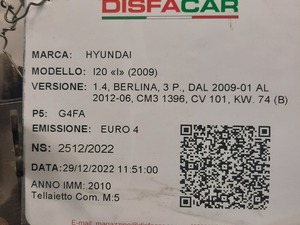 DISFACAR
MARCA: HYUNDAI
MODELLO: I20 «I» (2009)
VERSIONE: 1.4, BERLINA, 3 P., DAL 2009-01 AL
2012-06, CM3 1396, CV 101, KW. 74 (B)
P5: G4FA
EMISSIONE: EURO 4
NS: 2512/2022
DATA:29/12/2022 11:51:00
ANNO IMM: 2010
Tellaietto Com. M:5
E-mail: